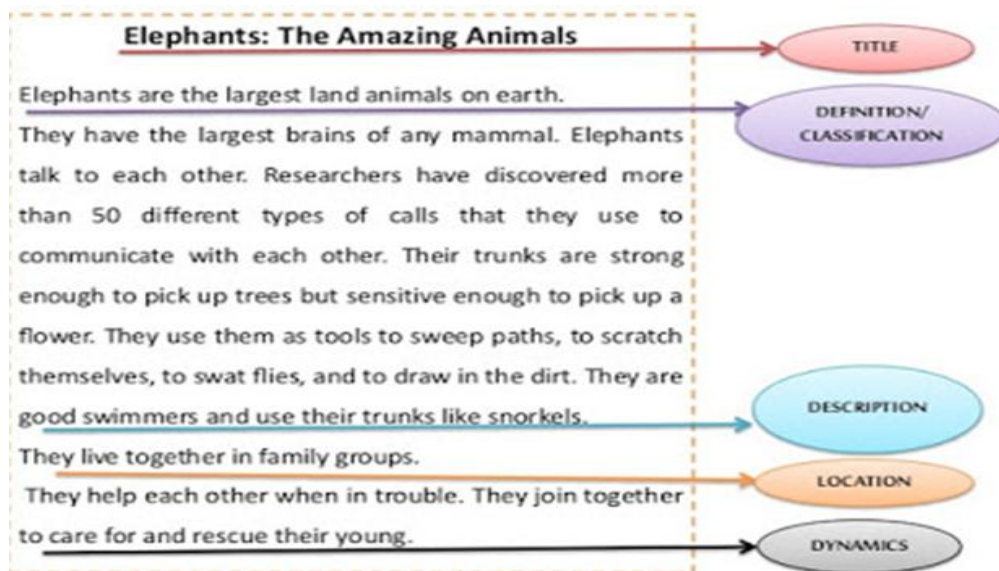 Elephants: The Amazing Animals
TITLE
Elephants are the largest land animals on earth.
DEFINITION/
CLASSIFICATION
They have the largest brains of any mammal. Elephants
talk to each other. Researchers have discovered more
than 50 different types of calls that they use to
communicate with each other. Their trunks are strong
enough to pick up trees but sensitive enough to pick up a
flower. They use them as tools to sweep paths, to scratch
themselves, to swat flies, and to draw in the dirt. They are
good swimmers and use their trunks like snorkels.
DESCRIPTION
They live together in family groups.
LOCATION
They help each other when in trouble. They join together
to care for and rescue their young.
DYNAMICS